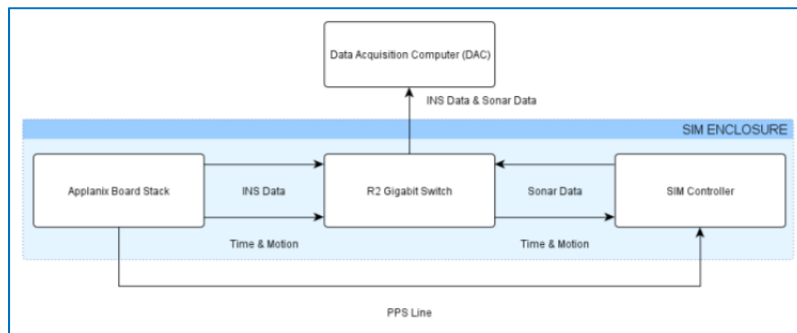 Data Acquisition Computer (DAC)
INS Data & Sonar Data
SIM ENCLOSURE
Applanix Board Stack
INS Data
R2 Gigabit Switch
Sonar Data
SIM Controller
Time & Motion
Time & Motion
PPS Line